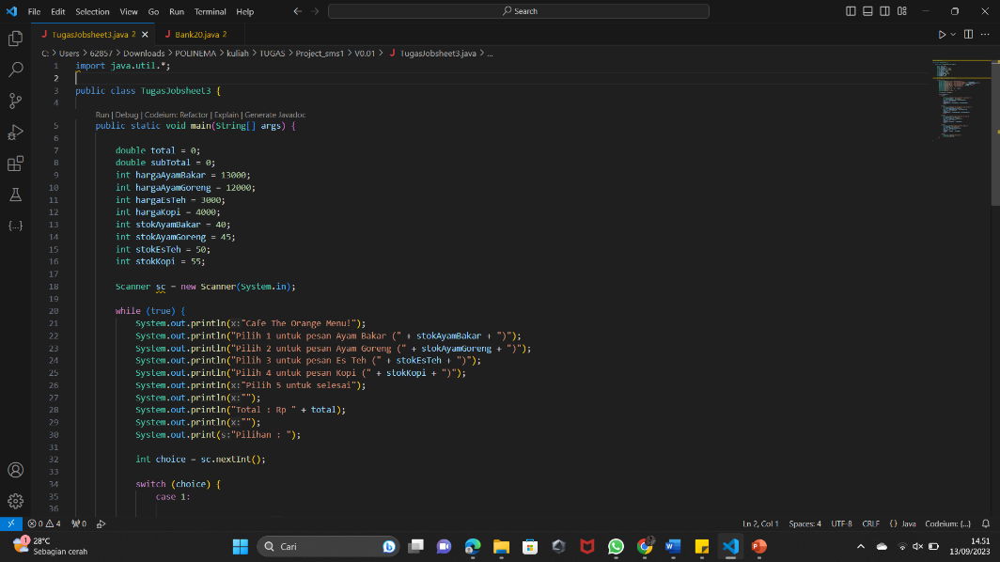 File Edit Selection View Go Run Terminal Help Search
TugasJobsheet3.java 2 Bank20.java 2
C: > Users > 62857 > Downloads > POLINEMA > kuliah > TUGAS > Project_sms1 > V0.01 > J TugasJobsheet3.java > ...
1 import java.util.*;
2
3 public class TugasJobsheet3 {
4
Run | Debug | Codeium: Refactor | Explain | Generate Javadoc
5 public static void main(String[] args) {
6
7 double total = 0;
8 double subTotal = 0;
9 int hargaAyamBakar = 13000;
10 int hargaAyamGoreng = 12000;
11 int hargaEsTeh = 3000;
12 int hargaKopi = 4000;
13 int stokAyamBakar = 40;
14 int stokAyamGoreng = 45;
15 int stokEsTeh = 50;
16 int stokKopi = 55;
17
18 Scanner sc = new Scanner(System.in);
19
20 while (true) {
21 System.out.println(x:"Cafe The Orange Menu!");
22 System.out.println("Pilih 1 untuk pesan Ayam Bakar (" + stokAyamBakar + ")");
23 System.out.println("Pilih 2 untuk pesan Ayam Goreng (" + stokAyamGoreng + ")");
24 System.out.println("Pilih 3 untuk pesan Es Teh (" + stokEsTeh + ")");
25 System.out.println("Pilih 4 untuk pesan Kopi (" + stokKopi + ")");
26 System.out.println(x:"Pilih 5 untuk selesai");
27 System.out.println(x:"");
28 System.out.println("Total : Rp " + total);
29 System.out.println(x:"");
30 System.out.print(s:"Pilihan : ");
31
32 int choice = sc.nextInt();
33
34 switch (choice) {
35 case 1:
36
0 4 0 Ln 2, Col 1 Spaces: 4 UTF-8 CRLF {} Java Codeium: {...}
1 28°C
Sebagian cerah
Cari
14.51
13/09/2023